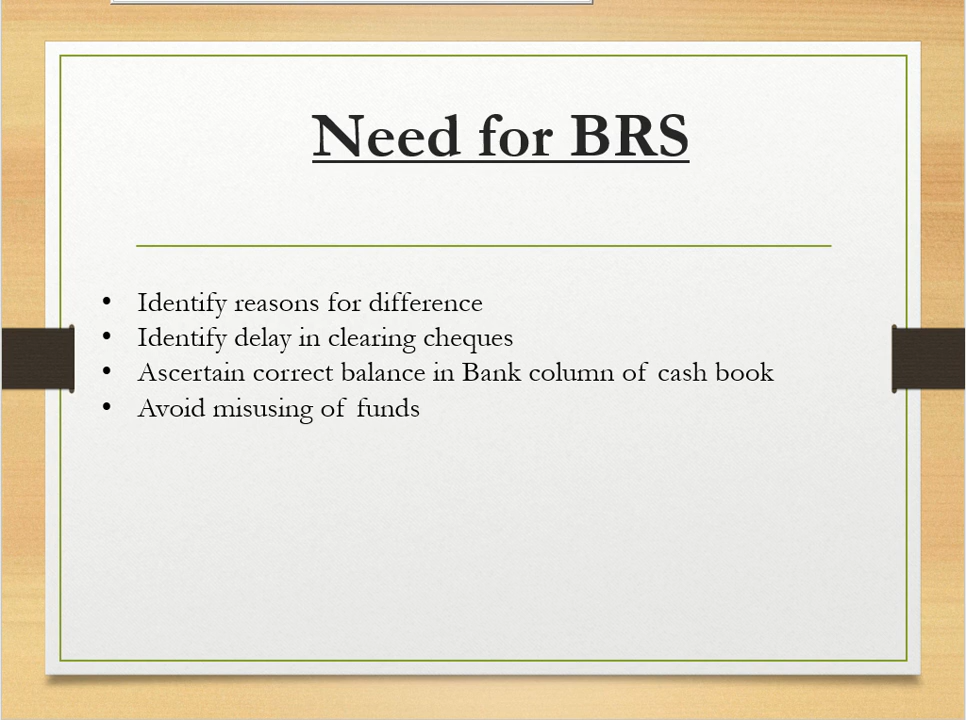 Need for BRS
• Identify reasons for difference
• Identify delay in clearing cheques
• Ascertain correct balance in Bank column of cash book
• Avoid misusing of funds